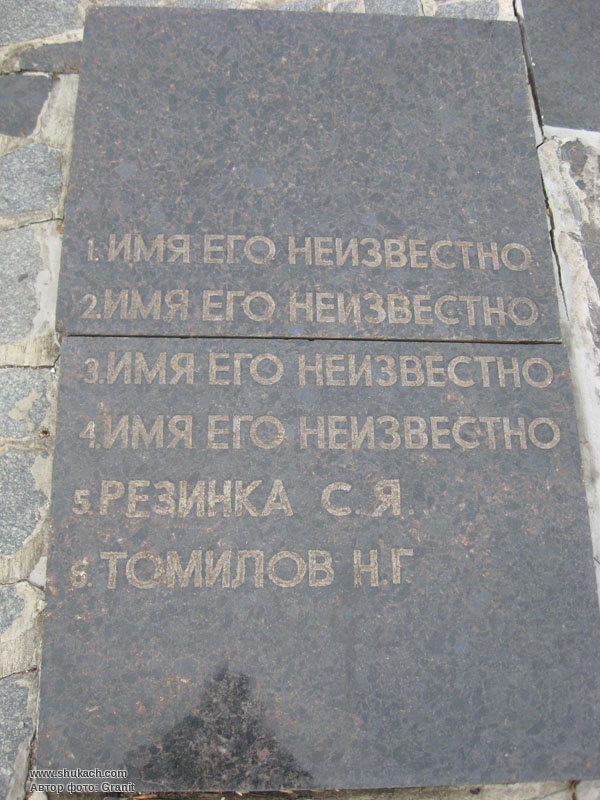 1. ИМЯ ЕГО НЕИЗВЕСТНО
2. ИМЯ ЕГО НЕИЗВЕСТНО
3. ИМЯ ЕГО НЕИЗВЕСТНО
4. ИМЯ ЕГО НЕИЗВЕСТНО
5. РЕЗИНКА С.Я.
6. ТОМИЛОВ Н.Г.
www.shukach.com
Автор фото: Granit